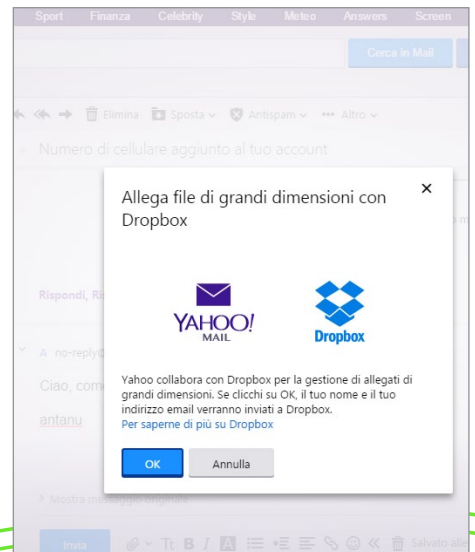 Sport Finanza Celebrity Style Meteo Answers Screen
Cerca in Mail
Elimina Sposta Antispam Altro
Numero di cellulare aggiunto al tuo account
Allega file di grandi dimensioni con
Dropbox
YAHOO!
MAIL
Dropbox
Rispondi,
A no-reply@
Yahoo collabora con Dropbox per la gestione di allegati di
grandi dimensioni. Se clicchi su OK, il tuo nome e il tuo
indirizzo email verranno inviati a Dropbox.
Per saperne di più su Dropbox
Ciao,
antanu
OK Annulla
Mostra messaggio originale
Invia Tt B I A Salvato